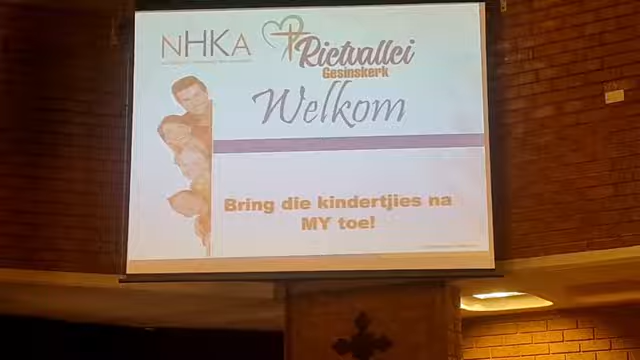 NHKA
Rietvallei
Gesinskerk
Welkom
Bring die kindertjies na
MY toe!